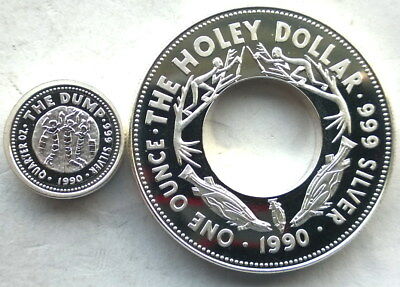 THE DUMP
QUARTER OZ. · 1990 · 999 SILVER
THE HOLEY DOLLAR
ONE OUNCE · 1990 · 999 SILVER